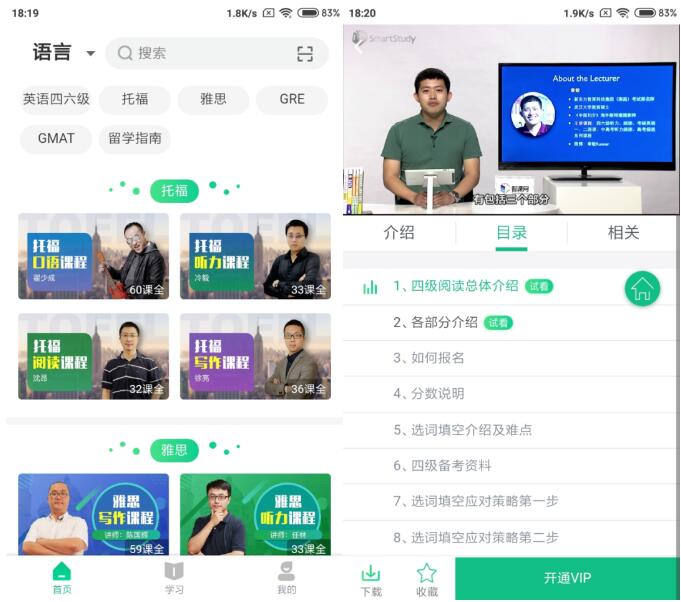 18:19
1.8K/s 83%
语言
搜索
英语四六级
托福
雅思
GRE
GMAT
留学指南
托福
托福
口语课程
翟少成
60课全
托福
听力课程
冷毅
33课全
托福
阅读课程
沈昂
32课全
托福
写作课程
徐亮
36课全
雅思
雅思
写作课程
讲师:陈国辉
59课全
雅思
听力课程
讲师:任林
33课全
首页
学习
我的
18:20
1.9K/s 83%
SmartStudy
About the Lecturer
智课网
有包括三个部分
介绍
目录
相关
1、四级阅读总体介绍 试看
2、各部分介绍 试看
3、如何报名
4、分数说明
5、选词填空介绍及难点
6、四级备考资料
7、选词填空应对策略第一步
8、选词填空应对策略第二步
下载
收藏
开通VIP